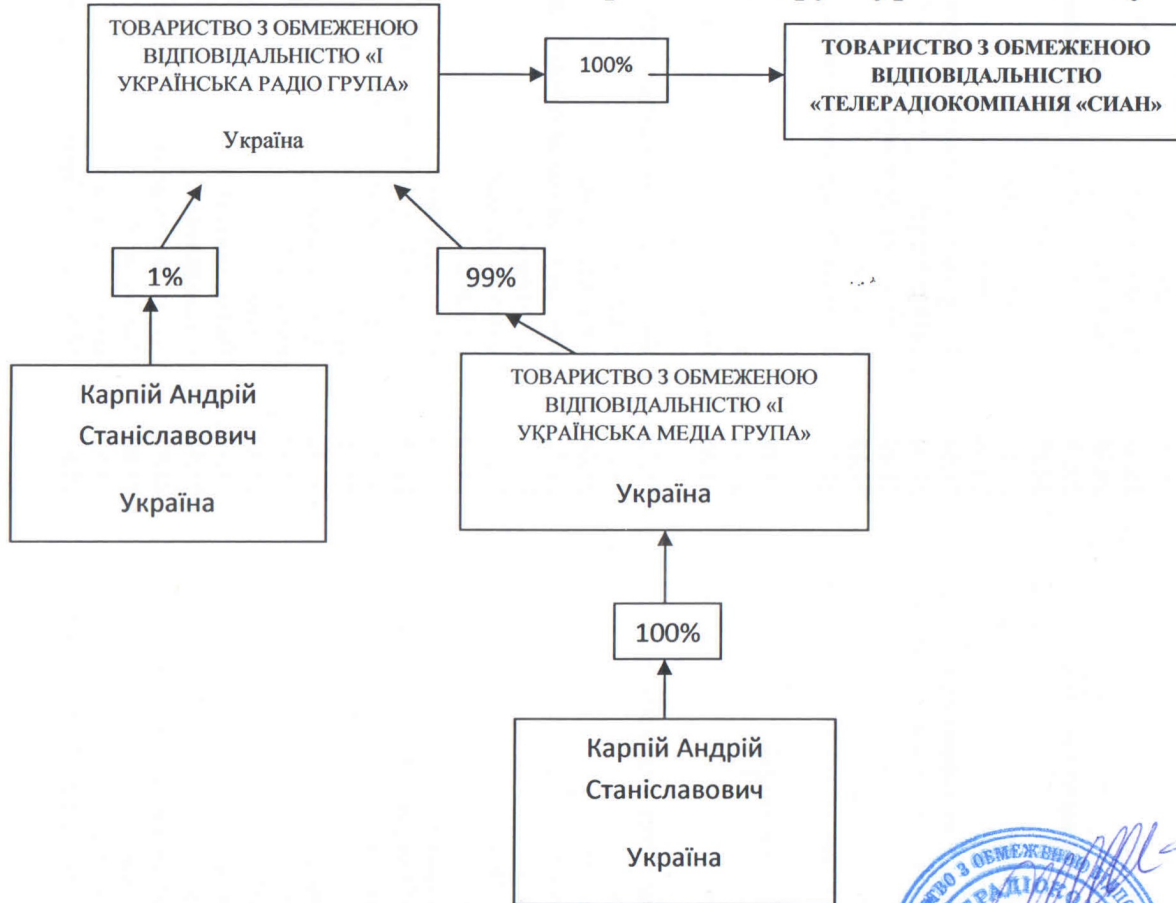 ТОВАРИСТВО З ОБМЕЖЕНОЮ
ВІДПОВІДАЛЬНІСТЮ «І
УКРАЇНСЬКА РАДІО ГРУПА»
Україна
100%
ТОВАРИСТВО З ОБМЕЖЕНОЮ
ВІДПОВІДАЛЬНІСТЮ
«ТЕЛЕРАДІОКОМПАНІЯ «СИАН»
1%
99%
Карпій Андрій
Станіславович
Україна
ТОВАРИСТВО З ОБМЕЖЕНОЮ
ВІДПОВІДАЛЬНІСТЮ «І
УКРАЇНСЬКА МЕДІА ГРУПА»
Україна
100%
Карпій Андрій
Станіславович
Україна
З ОБМЕЖЕНОЮ